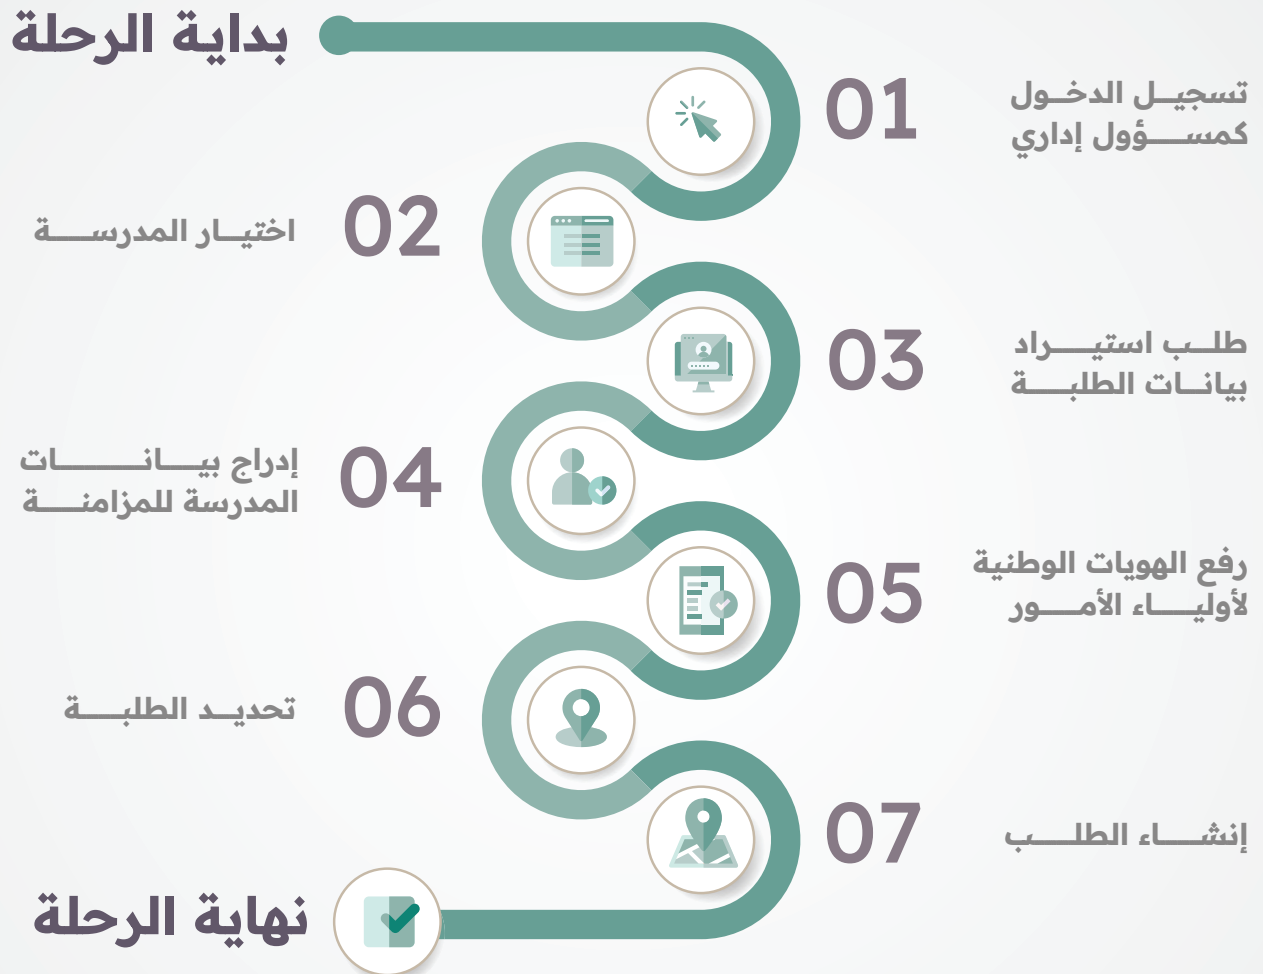 بداية الرحلة
01
تسجيل الدخول
كمسؤول إداري
02
اختيار المدرسة
03
طلب استيراد
بيانات الطلبة
04
إدراج بيانات
المدرسة للمزامنة
05
رفع الهويات الوطنية
لأولياء الأمور
06
تحديد الطلبة
07
إنشاء الطلب
نهاية الرحلة